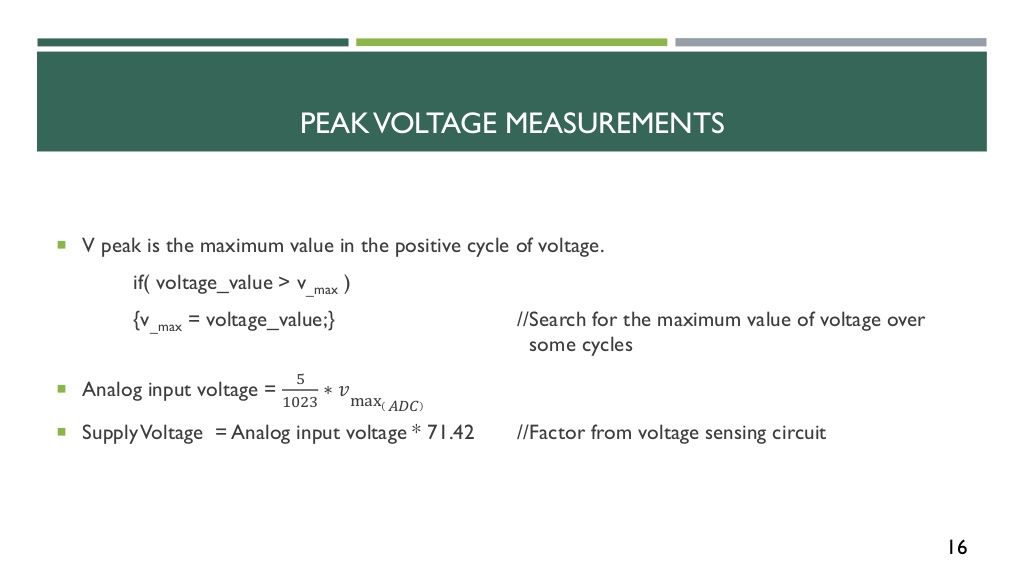 PEAK VOLTAGE MEASUREMENTS
V peak is the maximum value in the positive cycle of voltage.
if( voltage_value > v_max )
{v_max = voltage_value;} //Search for the maximum value of voltage over
some cycles
Analog input voltage = 5/1023 * v max( ADC)
Supply Voltage = Analog input voltage * 71.42 //Factor from voltage sensing circuit
16